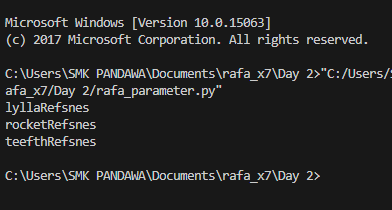 Microsoft Windows [Version 10.0.15063]
(c) 2017 Microsoft Corporation. All rights reserved.
C:\Users\SMK PANDAWA\Documents\rafa_x7\Day 2>"C:/Users/
afa_x7/Day 2/rafa_parameter.py"
lyllaRefsnes
rocketRefsnes
teefthRefsnes
C:\Users\SMK PANDAWA\Documents\rafa_x7\Day 2>